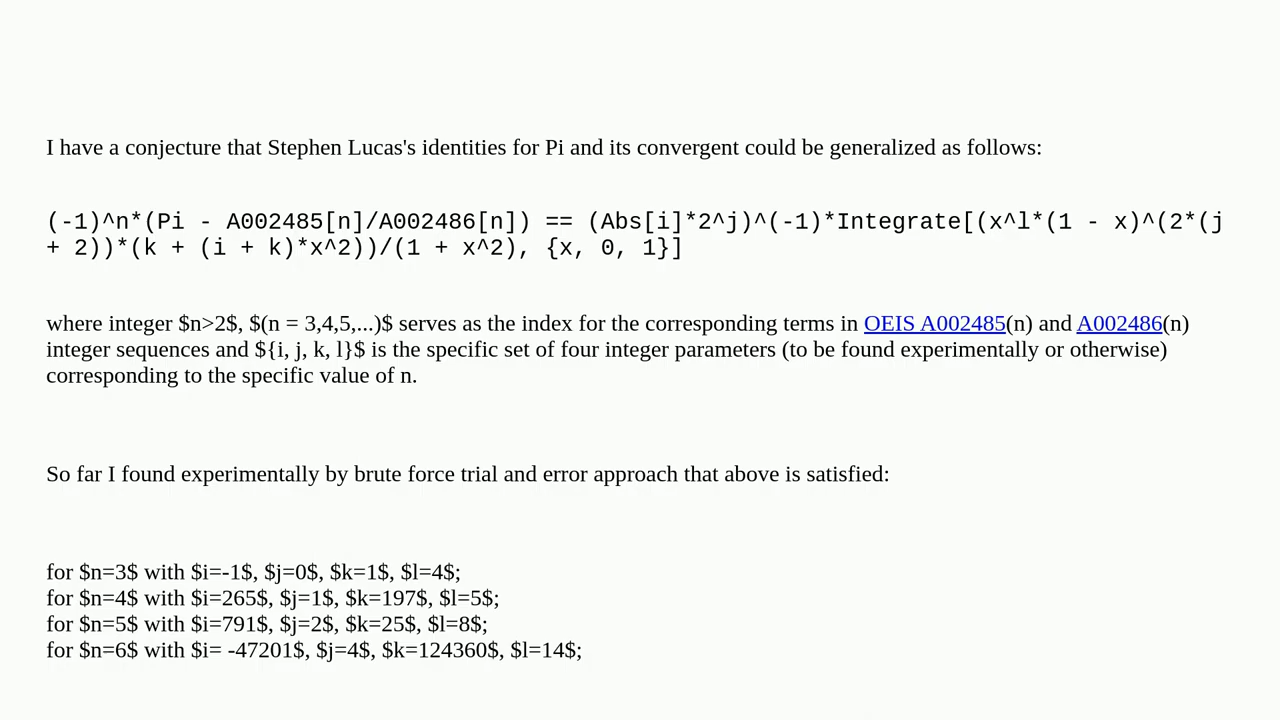 I have a conjecture that Stephen Lucas's identities for Pi and its convergent could be generalized as follows:
(-1)^n*(Pi - A002485[n]/A002486[n]) == (Abs[i]*2^j)^(-1)*Integrate[(x^l*(1 - x)^(2*(j
+ 2))*(k + (i + k)*x^2))/(1 + x^2), {x, 0, 1}]
where integer $n>2$, $(n = 3,4,5,...)$ serves as the index for the corresponding terms in OEIS A002485(n) and A002486(n)
integer sequences and ${i, j, k, l}$ is the specific set of four integer parameters (to be found experimentally or otherwise)
corresponding to the specific value of n.
So far I found experimentally by brute force trial and error approach that above is satisfied:
for $n=3$ with $i=-1$, $j=0$, $k=1$, $l=4$;
for $n=4$ with $i=265$, $j=1$, $k=197$, $l=5$;
for $n=5$ with $i=791$, $j=2$, $k=25$, $l=8$;
for $n=6$ with $i= -47201$, $j=4$, $k=124360$, $l=14$;